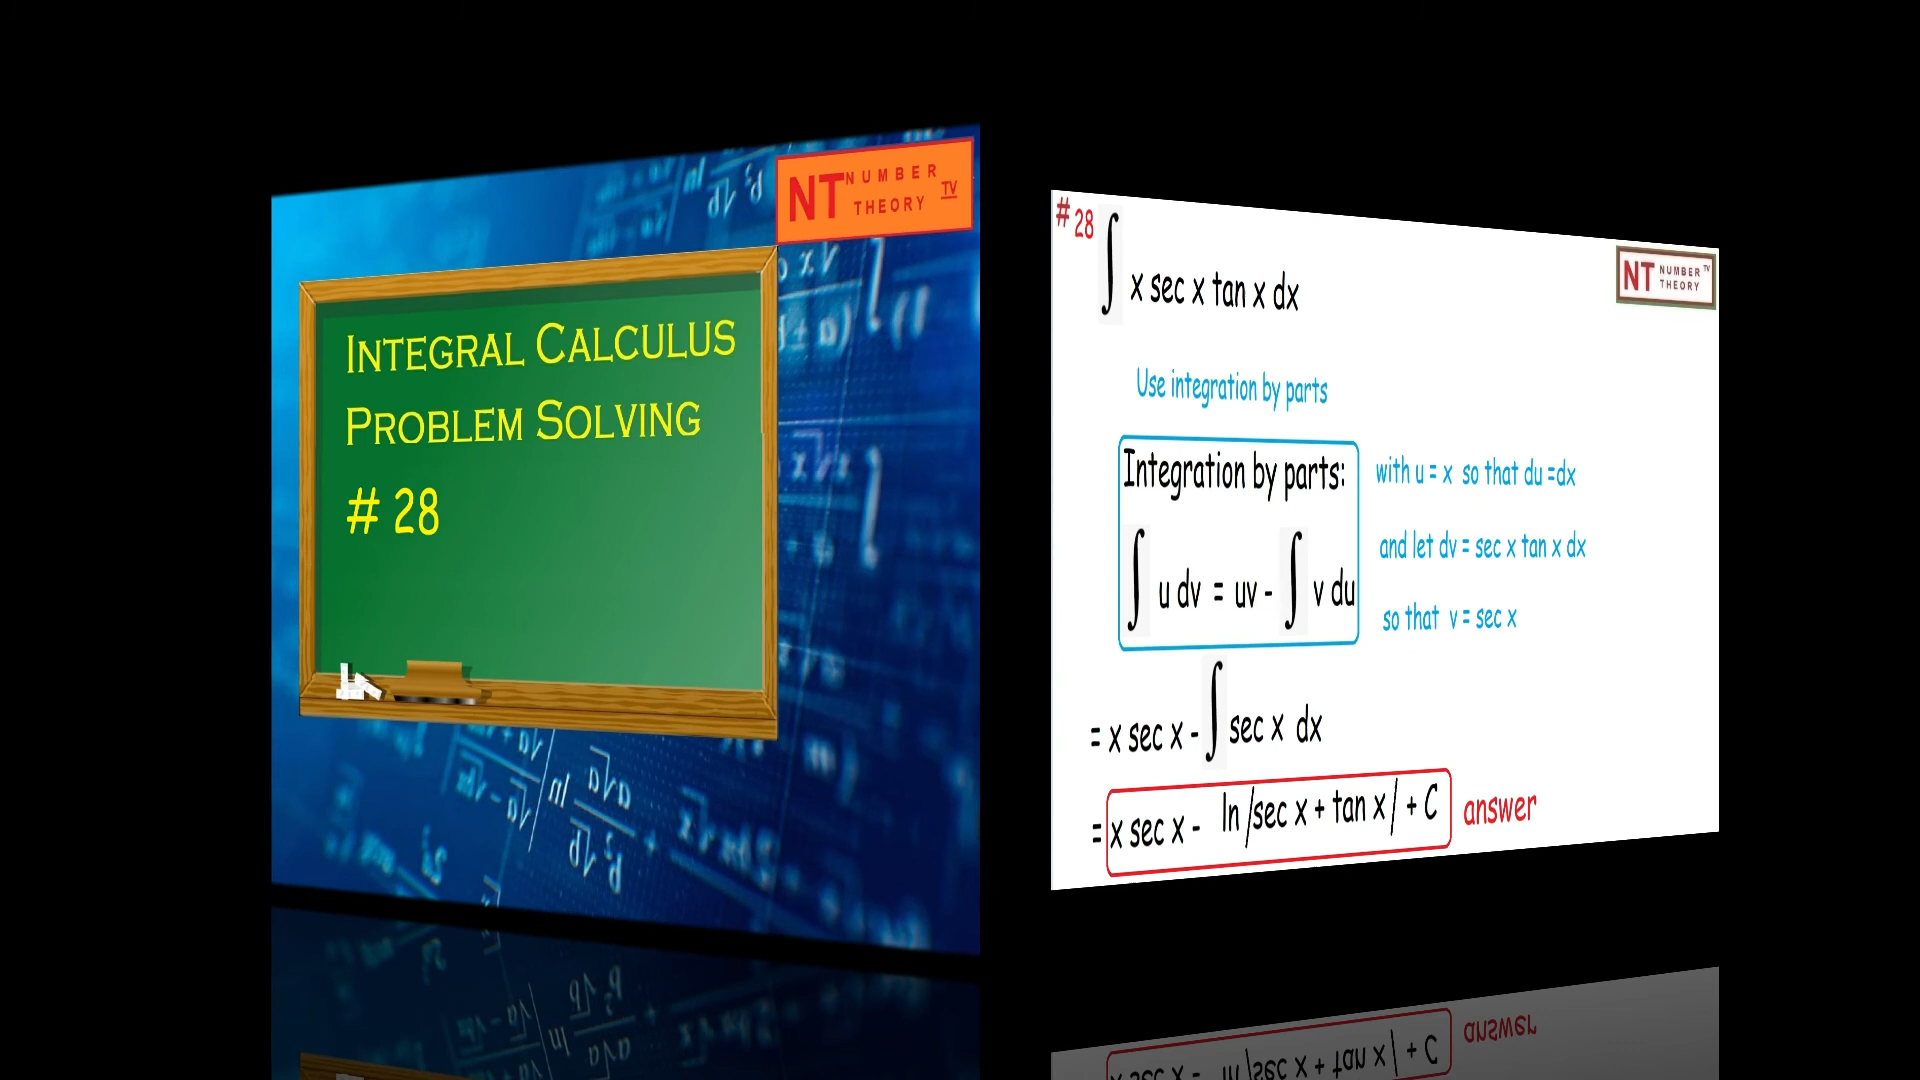 NT NUMBER THEORY TV
INTEGRAL CALCULUS
PROBLEM SOLVING
# 28
# 28
∫ x sec x tan x dx
NT NUMBER THEORY TV
Use integration by parts
Integration by parts:
∫ u dv = uv - ∫ v du
with u = x so that du =dx
and let dv = sec x tan x dx
so that v = sec x
= x sec x - ∫ sec x dx
= x sec x - ln |sec x + tan x| + C answer